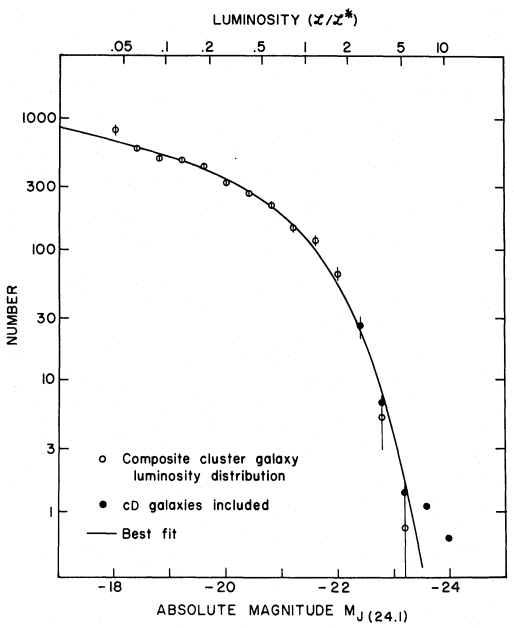 LUMINOSITY (ℒ/ℒ*)
.05 .1 .2 .5 1 2 5 10
1000
300
100
30
10
3
1
NUMBER
Composite cluster galaxy
luminosity distribution
cD galaxies included
Best fit
-18 -20 -22 -24
ABSOLUTE MAGNITUDE M_J(24.1)